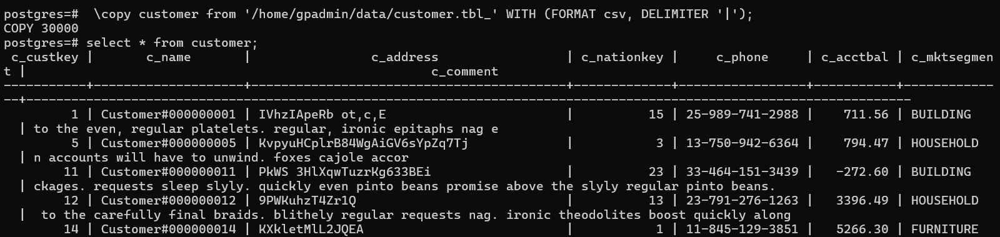 postgres=#  \copy customer from '/home/gpadmin/data/customer.tbl_' WITH (FORMAT csv, DELIMITER '|');
COPY 30000
postgres=# select * from customer;
 c_custkey |       c_name       |                c_address                 | c_nationkey |     c_phone     | c_acctbal | c_mktsegmen
t |                                                      c_comment
-----------+--------------------+------------------------------------------+-------------+-----------------+-----------+------------
--+----------------------------------------------------------------------------------------------------------------------
         1 | Customer#000000001 | IVhzIApeRb ot,c,E                        |          15 | 25-989-741-2988 |    711.56 | BUILDING
  | to the even, regular platelets. regular, ironic epitaphs nag e
         5 | Customer#000000005 | KvpyuHCplrB84WgAiGV6sYpZq7Tj             |           3 | 13-750-942-6364 |    794.47 | HOUSEHOLD
  | n accounts will have to unwind. foxes cajole accor
        11 | Customer#000000011 | PkWS 3HlXqwTuzrKg633BEi                  |          23 | 33-464-151-3439 |   -272.60 | BUILDING
  | ckages. requests sleep slyly. quickly even pinto beans promise above the slyly regular pinto beans.
        12 | Customer#000000012 | 9PWKuhzT4Zr1Q                            |          13 | 23-791-276-1263 |   3396.49 | HOUSEHOLD
  |  to the carefully final braids. blithely regular requests nag. ironic theodolites boost quickly along
        14 | Customer#000000014 | KXkletMlL2JQEA                           |           1 | 11-845-129-3851 |   5266.30 | FURNITURE